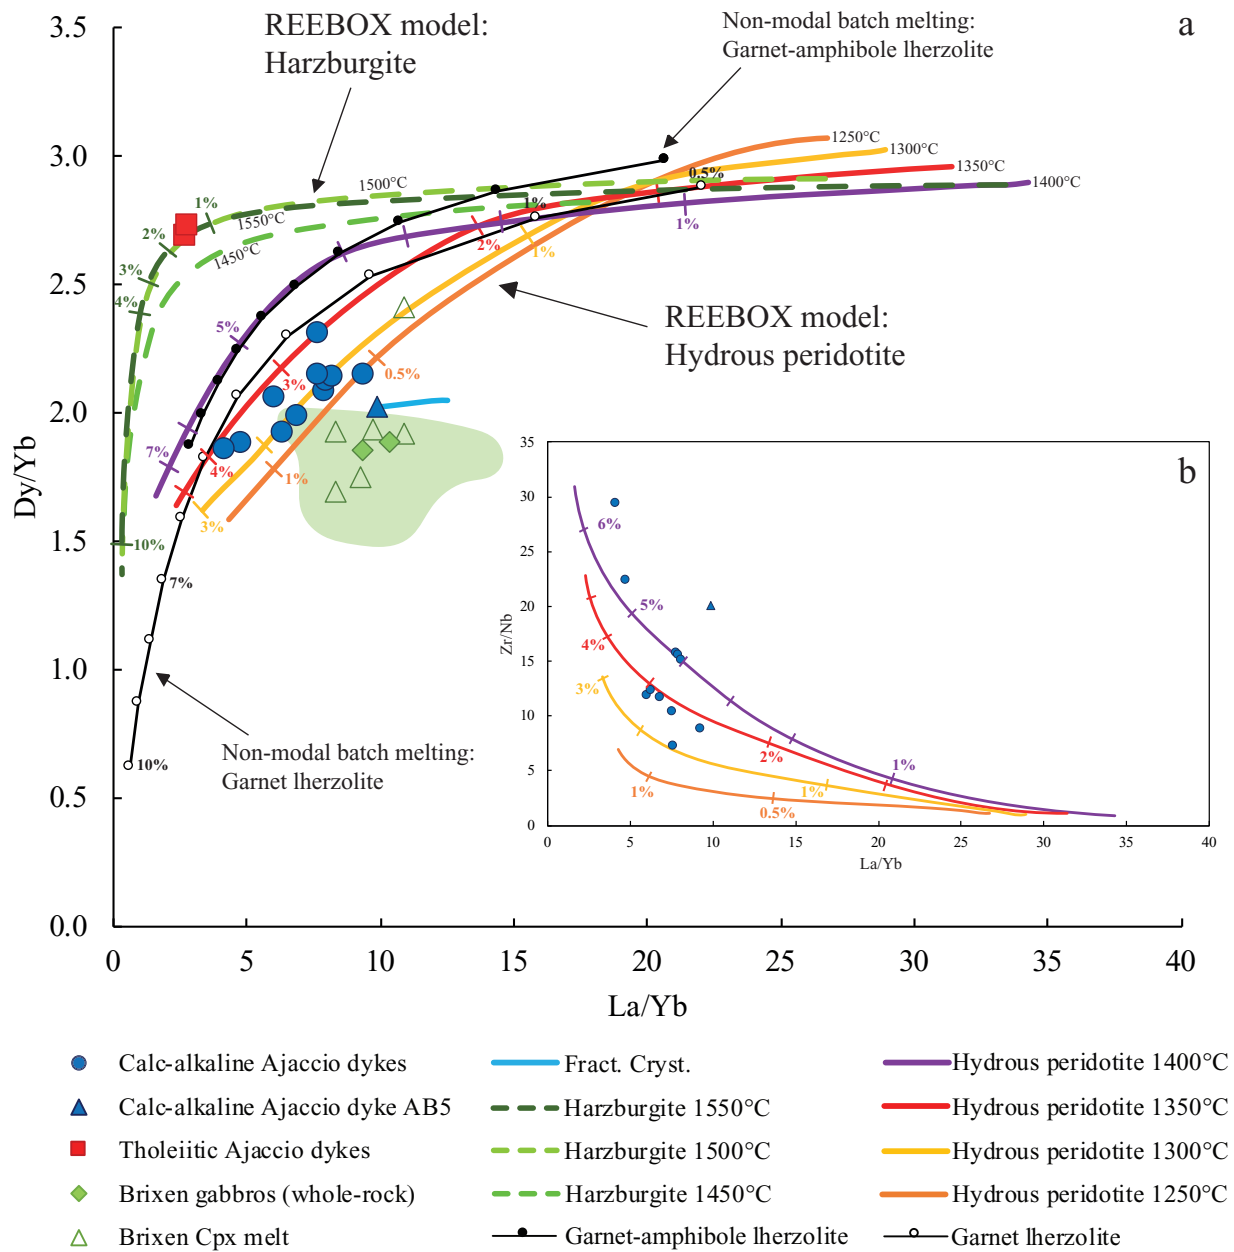 a
REEBOX model:
Harzburgite
Non-modal batch melting:
Garnet-amphibole lherzolite
3.5
3.0
2.5
2.0
1.5
1.0
0.5
0.0
Dy/Yb
0 5 10 15 20 25 30 35 40
La/Yb
1250°C
1300°C
1350°C
1400°C
1500°C
1550°C
1450°C
1%
2%
3%
4%
10%
5%
7%
0.5%
1%
1%
2%
1%
3%
0.5%
4%
1%
3%
7%
10%
REEBOX model:
Hydrous peridotite
Non-modal batch melting:
Garnet lherzolite
b
35
30
25
20
15
10
5
0
Zr/Nb
0 5 10 15 20 25 30 35 40
La/Yb
6%
5%
4%
3%
2%
1%
1%
1%
0.5%
Calc-alkaline Ajaccio dykes
Fract. Cryst.
Hydrous peridotite 1400°C
Calc-alkaline Ajaccio dyke AB5
Harzburgite 1550°C
Hydrous peridotite 1350°C
Tholeiitic Ajaccio dykes
Harzburgite 1500°C
Hydrous peridotite 1300°C
Brixen gabbros (whole-rock)
Harzburgite 1450°C
Hydrous peridotite 1250°C
Brixen Cpx melt
Garnet-amphibole lherzolite
Garnet lherzolite